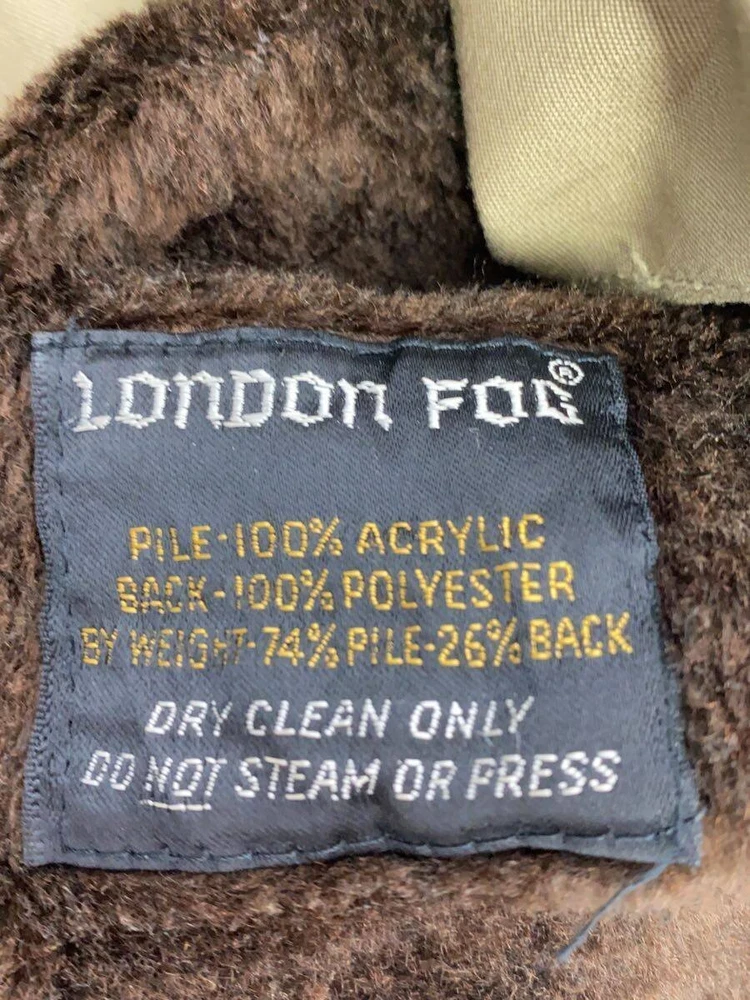 LONDON FOG®
PILE-100% ACRYLIC
BACK-100% POLYESTER
BY WEIGHT-74% PILE-26% BACK
DRY CLEAN ONLY
DO NOT STEAM OR PRESS